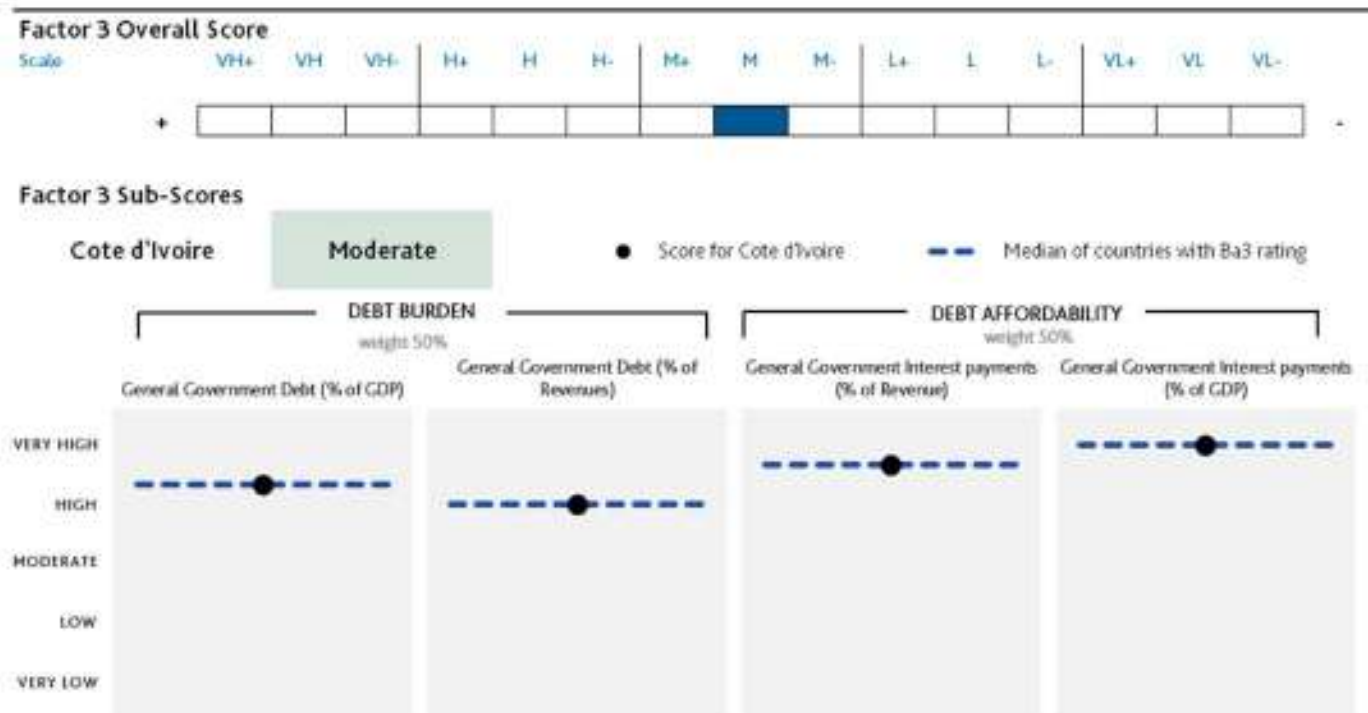 Factor 3 Overall Score
Scale VH+ VH VH- H+ H H- M+ M M- L+ L L- VL+ VL VL-
+ -
Factor 3 Sub-Scores
Cote d'Ivoire Moderate Score for Cote d'Ivoire Median of countries with Ba3 rating
DEBT BURDEN DEBT AFFORDABILITY
weight 50% weight 50%
General Government Debt (% of GDP)
General Government Debt (% of
Revenues)
General Government Interest payments
(% of Revenue)
General Government Interest payments
(% of GDP)
VERY HIGH
HIGH
MODERATE
LOW
VERY LOW